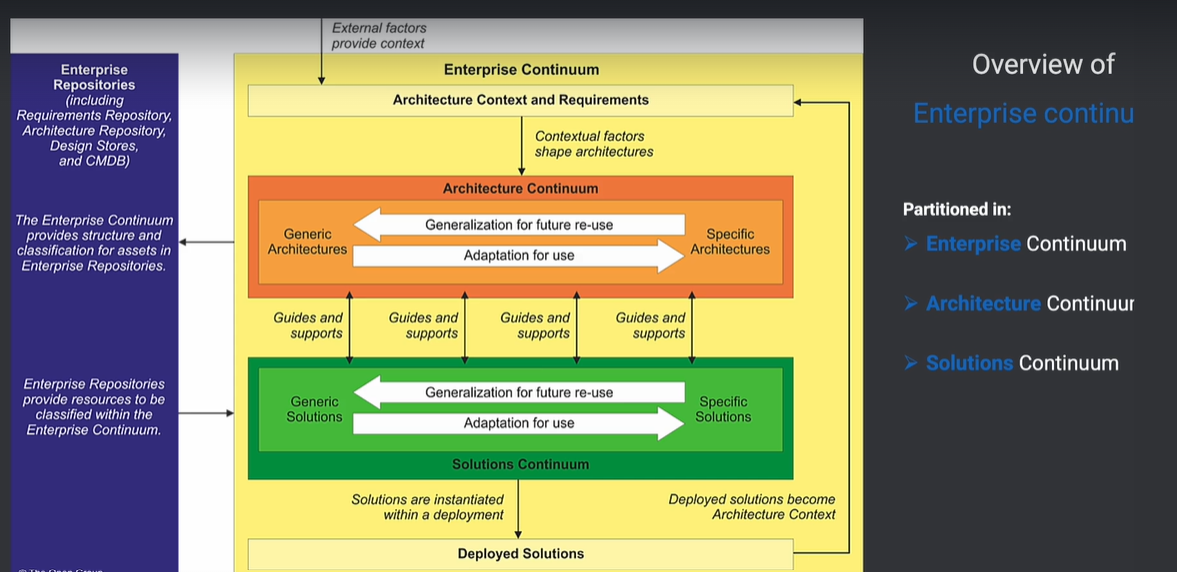 External factors
provide context
Enterprise
Repositories
(including
Requirements Repository,
Architecture Repository,
Design Stores,
and CMDB)
The Enterprise Continuum
provides structure and
classification for assets in
Enterprise Repositories.
Enterprise Repositories
provide resources to be
classified within the
Enterprise Continuum.
© The Open Group
Enterprise Continuum
Architecture Context and Requirements
Contextual factors
shape architectures
Architecture Continuum
Generic
Architectures
Generalization for future re-use
Adaptation for use
Specific
Architectures
Guides and
supports
Guides and
supports
Guides and
supports
Guides and
supports
Generic
Solutions
Generalization for future re-use
Adaptation for use
Specific
Solutions
Solutions Continuum
Solutions are instantiated
within a deployment
Deployed solutions become
Architecture Context
Deployed Solutions
Overview of
Enterprise continu
Partitioned in:
➢ Enterprise Continuum
➢ Architecture Continuur
➢ Solutions Continuum